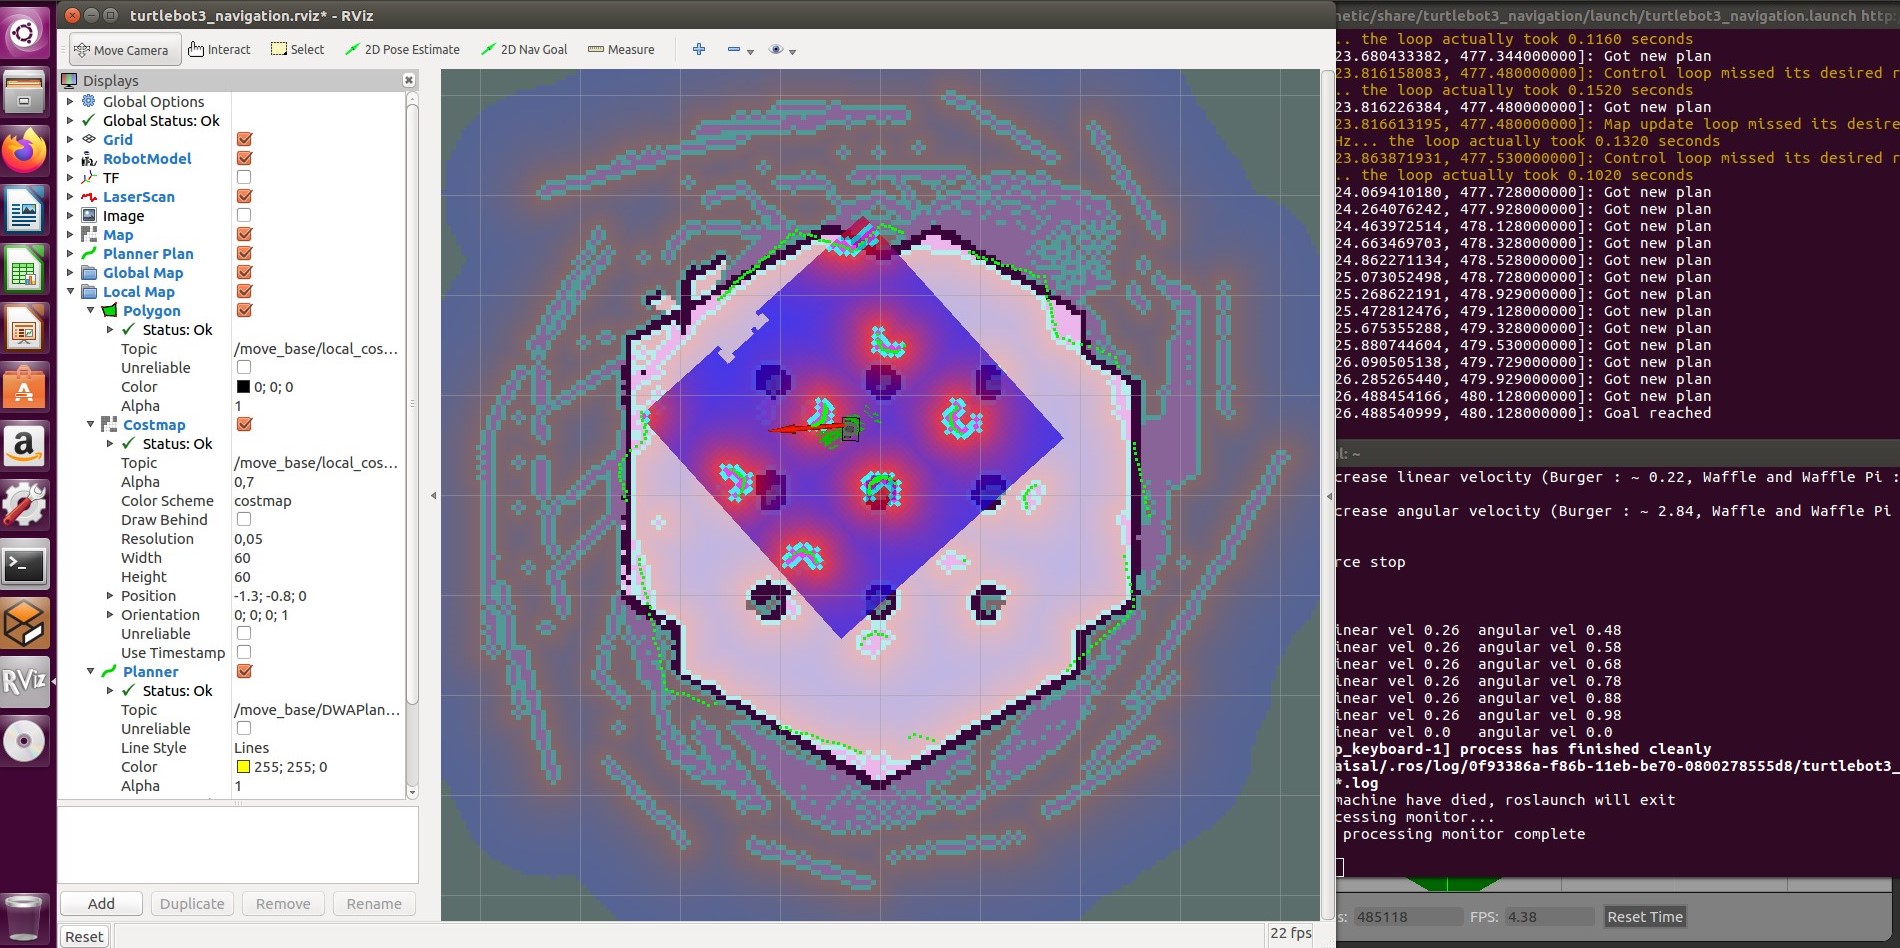 turtlebot3_navigation.rviz* - RViz
Move Camera
Interact
Select
2D Pose Estimate
2D Nav Goal
Measure
Displays
Global Options
Global Status: Ok
Grid
RobotModel
TF
LaserScan
Image
Map
Planner Plan
Global Map
Local Map
Polygon
Status: Ok
Topic /move_base/local_cos...
Unreliable
Color 0; 0; 0
Alpha 1
Costmap
Status: Ok
Topic /move_base/local_cos...
Alpha 0,7
Color Scheme costmap
Draw Behind
Resolution 0,05
Width 60
Height 60
Position -1.3; -0.8; 0
Orientation 0; 0; 0; 1
Unreliable
Use Timestamp
Planner
Status: Ok
Topic /move_base/DWAPlan...
Unreliable
Line Style Lines
Color 255; 255; 0
Alpha 1
Add
Duplicate
Remove
Rename
Reset
22 fps
RViz
netic/share/turtlebot3_navigation/launch/turtlebot3_navigation.launch http:
.. the loop actually took 0.1160 seconds
23.680433382, 477.344000000]: Got new plan
23.816158083, 477.480000000]: Control loop missed its desired r
.. the loop actually took 0.1520 seconds
23.816226384, 477.480000000]: Got new plan
23.816613195, 477.480000000]: Map update loop missed its desire
Hz... the loop actually took 0.1320 seconds
23.863871931, 477.530000000]: Control loop missed its desired r
.. the loop actually took 0.1020 seconds
24.069410180, 477.728000000]: Got new plan
24.264076242, 477.928000000]: Got new plan
24.463972514, 478.128000000]: Got new plan
24.663469703, 478.328000000]: Got new plan
24.862271134, 478.528000000]: Got new plan
25.073052498, 478.728000000]: Got new plan
25.268622191, 478.929000000]: Got new plan
25.472812476, 479.128000000]: Got new plan
25.675355288, 479.328000000]: Got new plan
25.880744604, 479.530000000]: Got new plan
26.090505138, 479.729000000]: Got new plan
26.285265440, 479.929000000]: Got new plan
26.488454166, 480.128000000]: Got new plan
26.488540999, 480.128000000]: Goal reached
al: ~
crease linear velocity (Burger : ~ 0.22, Waffle and Waffle Pi :
crease angular velocity (Burger : ~ 2.84, Waffle and Waffle Pi
rce stop
inear vel 0.26 angular vel 0.48
inear vel 0.26 angular vel 0.58
inear vel 0.26 angular vel 0.68
inear vel 0.26 angular vel 0.78
inear vel 0.26 angular vel 0.88
inear vel 0.26 angular vel 0.98
inear vel 0.0 angular vel 0.0
p_keyboard-1] process has finished cleanly
aisal/.ros/log/0f93386a-f86b-11eb-be70-0800278555d8/turtlebot3_
*.log
machine have died, roslaunch will exit
cessing monitor...
processing monitor complete
s: 485118 FPS: 4.38 Reset Time